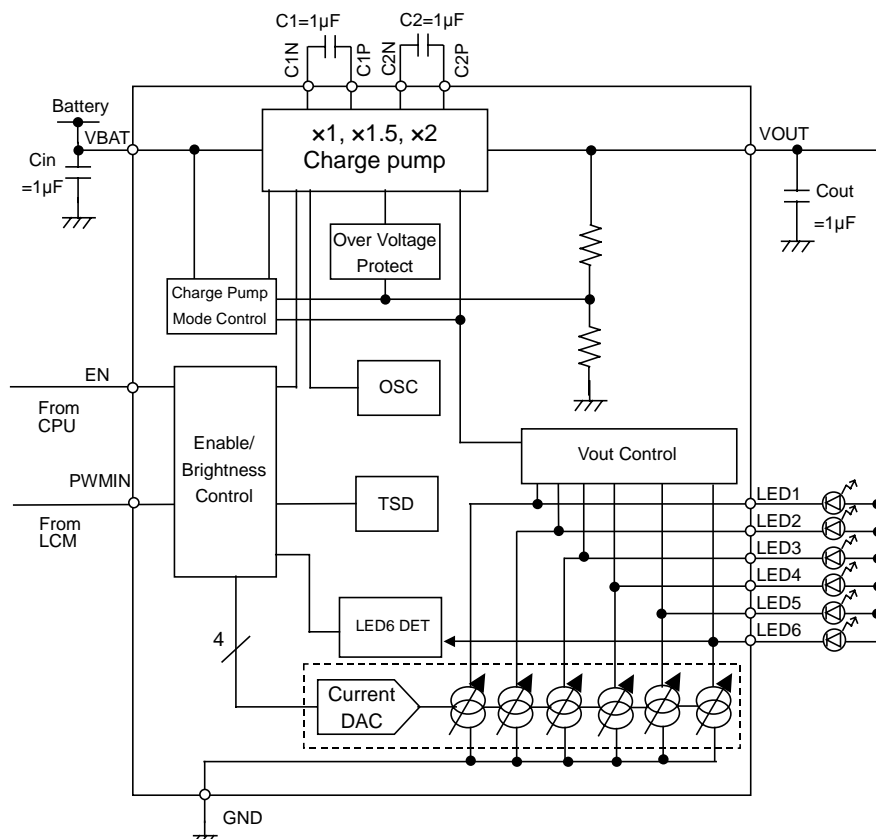 C1=1µF
C2=1µF
C1N
C1P
C2N
C2P
Battery
VBAT
×1, ×1.5, ×2
Charge pump
VOUT
Cin
=1µF
Cout
=1µF
Over Voltage
Protect
Charge Pump
Mode Control
EN
From
CPU
OSC
Enable/
Brightness
Control
Vout Control
PWMIN
From
LCM
TSD
LED1
LED2
LED3
LED4
LED5
LED6
LED6 DET
4
Current
DAC
GND